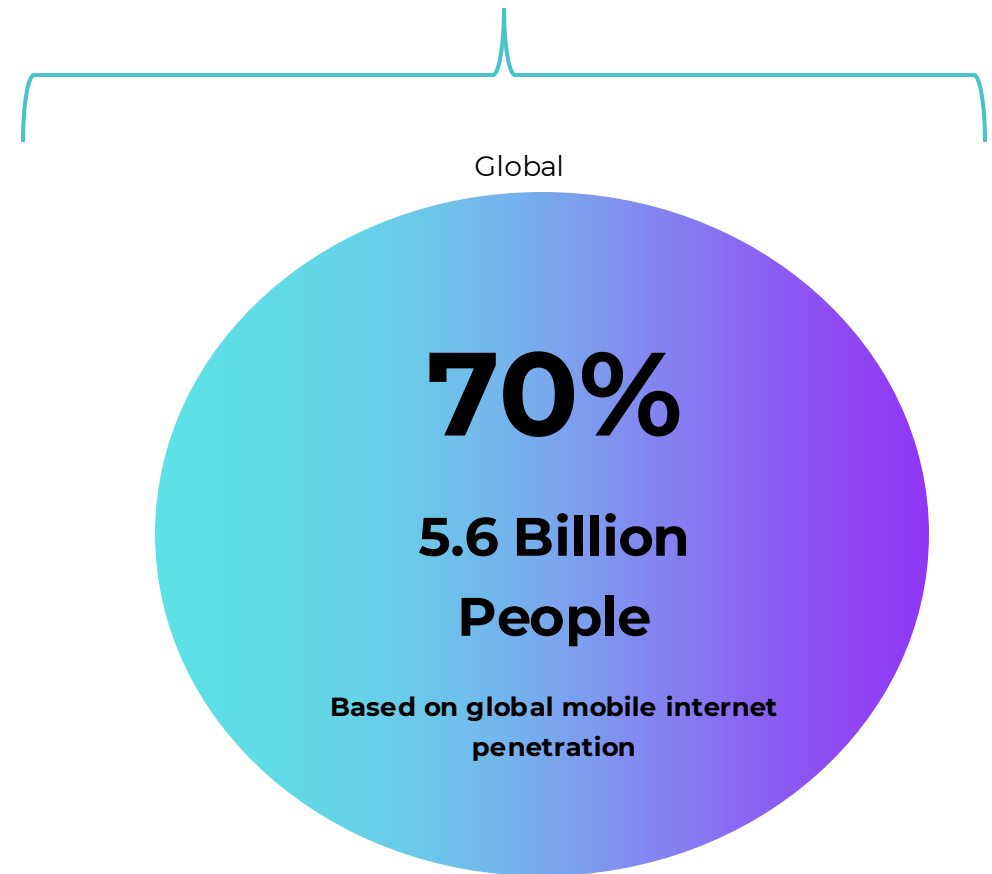 Global
70%
5.6 Billion
People
Based on global mobile internet
penetration